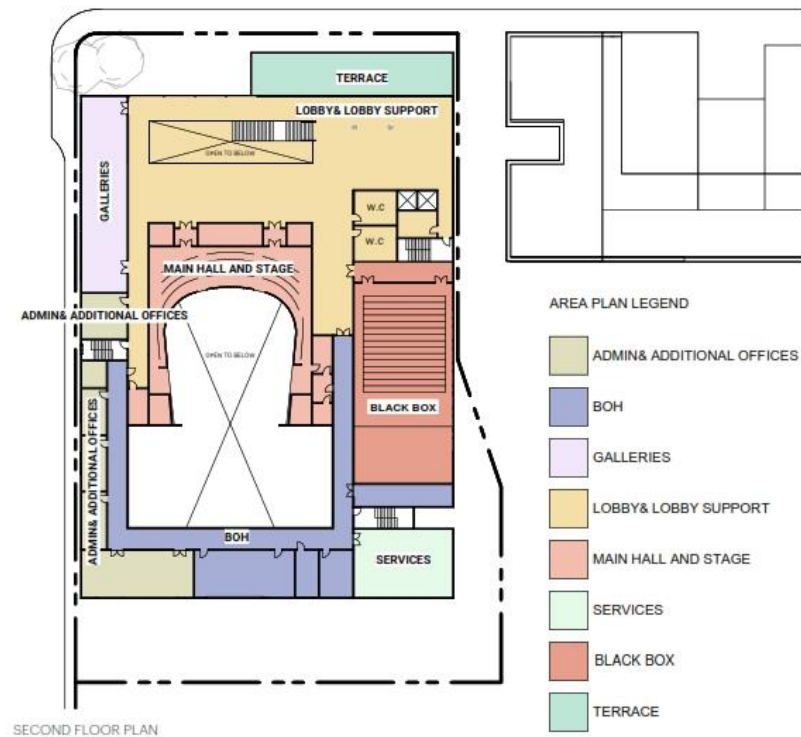 TERRACE
LOBBY& LOBBY SUPPORT
OPEN TO BELOW
GALLERIES
W.C
W.C
MAIN HALL AND STAGE
ADMIN& ADDITIONAL OFFICES
OPEN TO BELOW
BLACK BOX
ADMIN& ADDITIONAL OFFICES
BOH
SERVICES
AREA PLAN LEGEND
ADMIN& ADDITIONAL OFFICES
BOH
GALLERIES
LOBBY& LOBBY SUPPORT
MAIN HALL AND STAGE
SERVICES
BLACK BOX
TERRACE
SECOND FLOOR PLAN